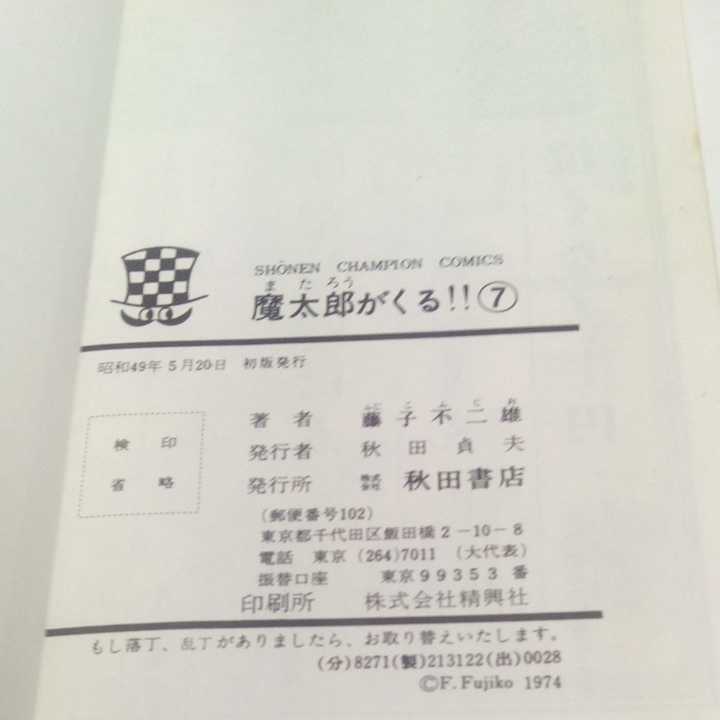 SHŌNEN CHAMPION COMICS
ま た ろう
魔太郎がくる!!⑦
昭和49年5月20日 初版発行
検印
省略
ふじ こ ふ じ お
著者 藤子不二雄
発行者 秋田貞夫
発行所 株式会社 秋田書店
(郵便番号102)
東京都千代田区飯田橋2-10-8
電話 東京(264)7011(大代表)
振替口座 東京99353番
印刷所 株式会社精興社
もし落丁、乱丁がありましたら、お取り替えいたします。
(分)8271(製)213122(出)0028
©F. Fujiko 1974